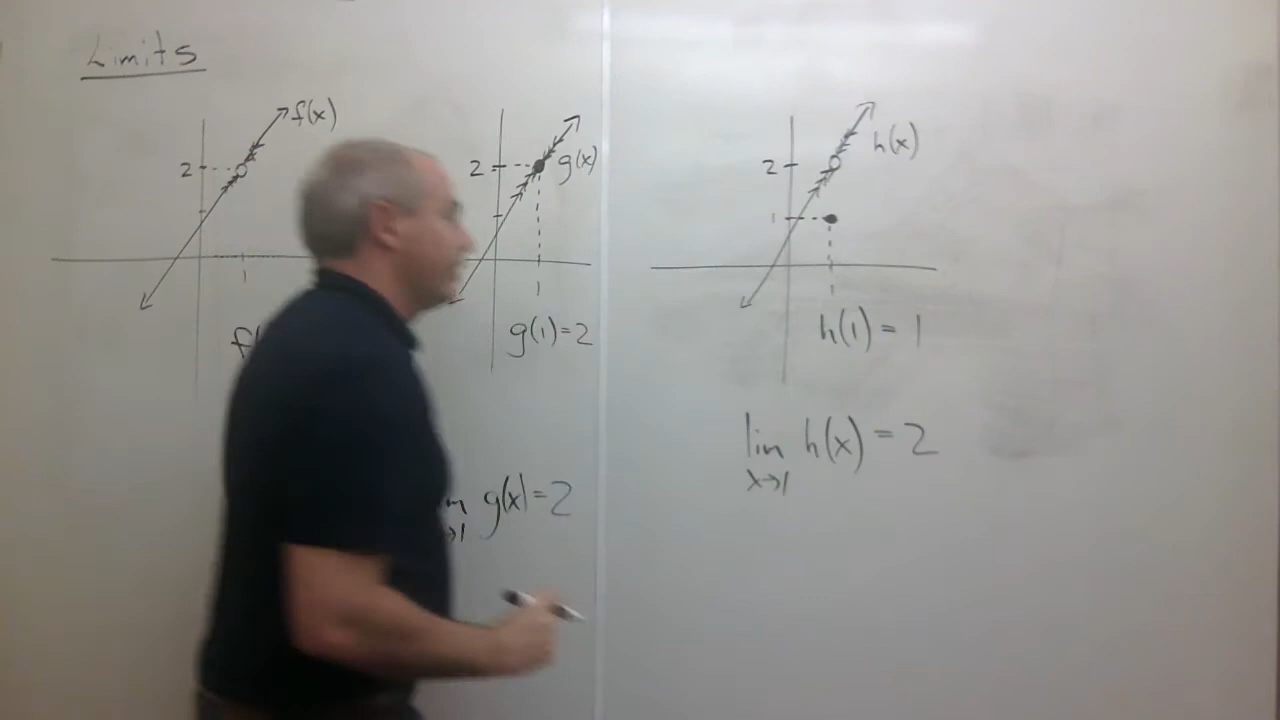 Limits
f(x)
2
1
g(x)
2
1
g(1)=2
g(x)=2
h(x)
2
1
h(1) = 1
lim h(x) = 2
x→1